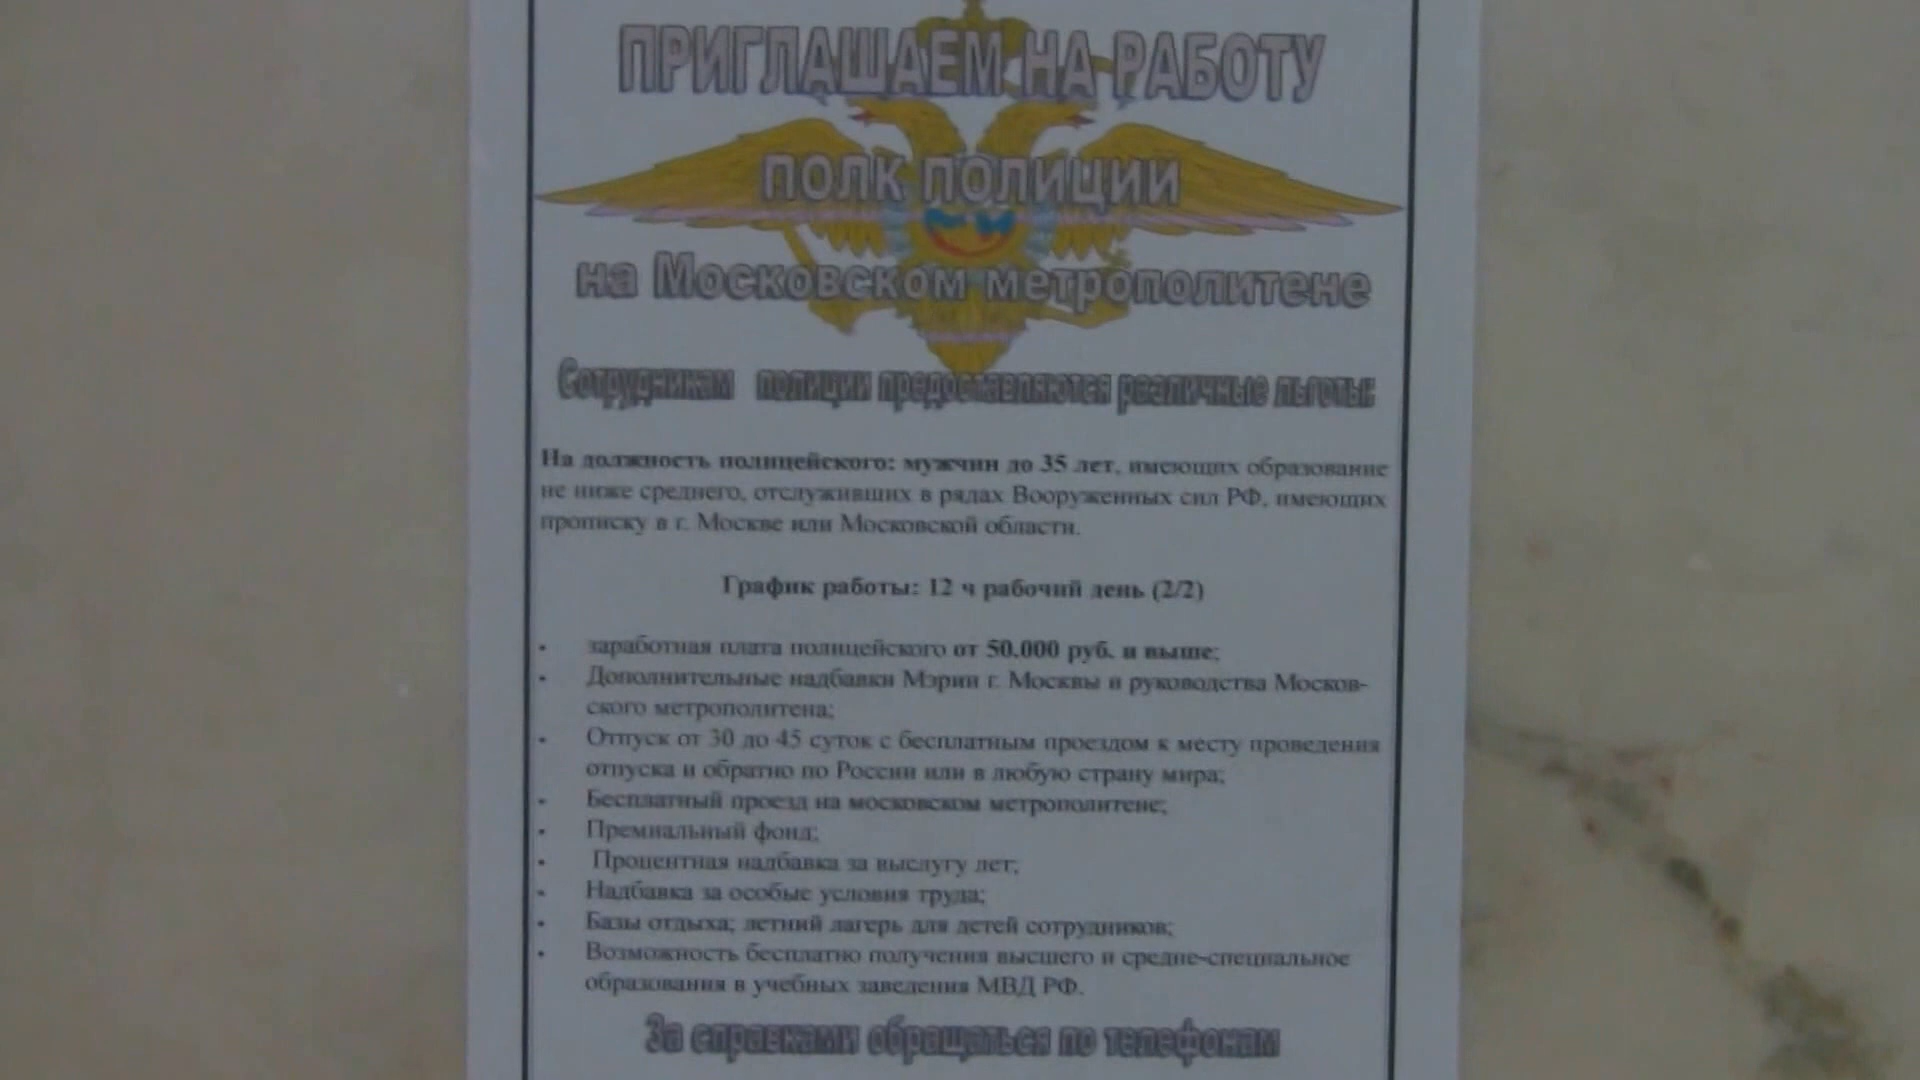 ПРИГЛАШАЕМ НА РАБОТУ
ПОЛК ПОЛИЦИИ
на Московском метрополитене
Сотрудникам полиции предоставляются различные льготы:
На должность полицейского: мужчин до 35 лет, имеющих образование
не ниже среднего, отслуживших в рядах Вооруженных сил РФ, имеющих
прописку в г. Москве или Московской области.
График работы: 12 ч рабочий день (2/2)
• заработная плата полицейского от 50.000 руб. и выше;
• Дополнительные надбавки Мэрии г. Москвы и руководства Москов-
ского метрополитена;
• Отпуск от 30 до 45 суток с бесплатным проездом к месту проведения
отпуска и обратно по России или в любую страну мира;
• Бесплатный проезд на московском метрополитене;
• Премиальный фонд;
• Процентная надбавка за выслугу лет;
• Надбавка за особые условия труда;
• Базы отдыха; летний лагерь для детей сотрудников;
• Возможность бесплатно получения высшего и средне-специальное
образования в учебных заведения МВД РФ.
За справками обращаться по телефонам